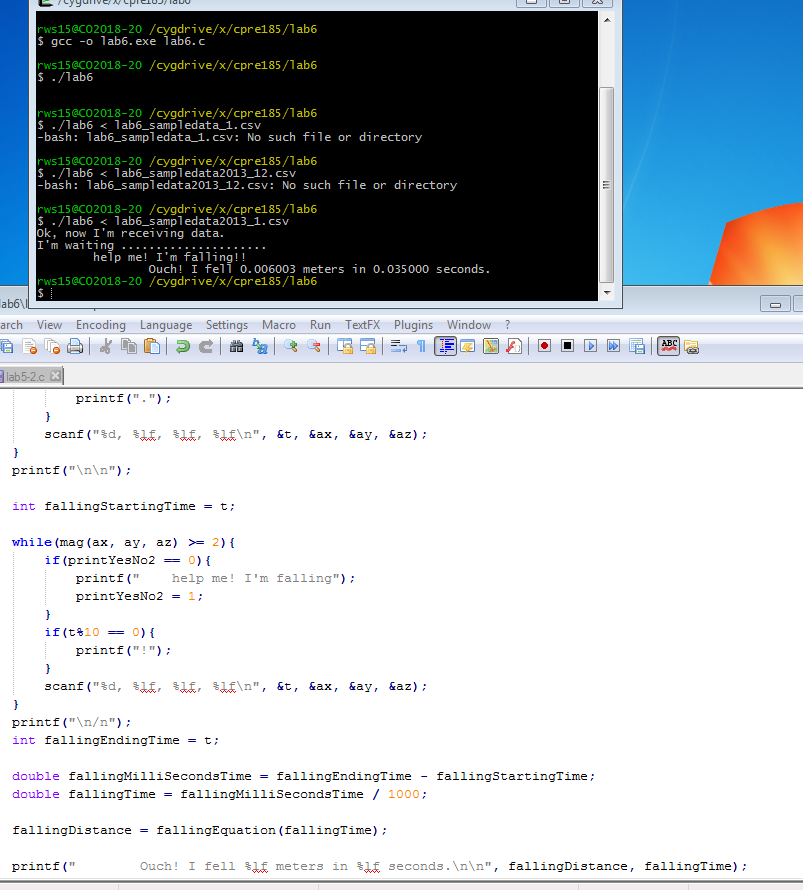 /cygdrive/x/cpre185/lab6
rws15@CO2018-20 /cygdrive/x/cpre185/lab6
$ gcc -o lab6.exe lab6.c
rws15@CO2018-20 /cygdrive/x/cpre185/lab6
$ ./lab6
rws15@CO2018-20 /cygdrive/x/cpre185/lab6
$ ./lab6 < lab6_sampledata_1.csv
-bash: lab6_sampledata_1.csv: No such file or directory
rws15@CO2018-20 /cygdrive/x/cpre185/lab6
$ ./lab6 < lab6_sampledata2013_12.csv
-bash: lab6_sampledata2013_12.csv: No such file or directory
rws15@CO2018-20 /cygdrive/x/cpre185/lab6
$ ./lab6 < lab6_sampledata2013_1.csv
Ok, now I'm receiving data.
I'm waiting .....................
help me! I'm falling!!
Ouch! I fell 0.006003 meters in 0.035000 seconds.
rws15@CO2018-20 /cygdrive/x/cpre185/lab6
$
arch View Encoding Language Settings Macro Run TextFX Plugins Window ?
ABC
lab5-2.c
printf(".");
}
scanf("%d, %lf, %lf, %lf\n", &t, &ax, &ay, &az);
}
printf("\n\n");
int fallingStartingTime = t;
while(mag(ax, ay, az) >= 2){
if(printYesNo2 == 0){
printf("    help me! I'm falling");
printYesNo2 = 1;
}
if(t%10 == 0){
printf("!");
}
scanf("%d, %lf, %lf, %lf\n", &t, &ax, &ay, &az);
}
printf("\n/n");
int fallingEndingTime = t;
double fallingMilliSecondsTime = fallingEndingTime - fallingStartingTime;
double fallingTime = fallingMilliSecondsTime / 1000;
fallingDistance = fallingEquation(fallingTime);
printf("        Ouch! I fell %lf meters in %lf seconds.\n\n", fallingDistance, fallingTime);